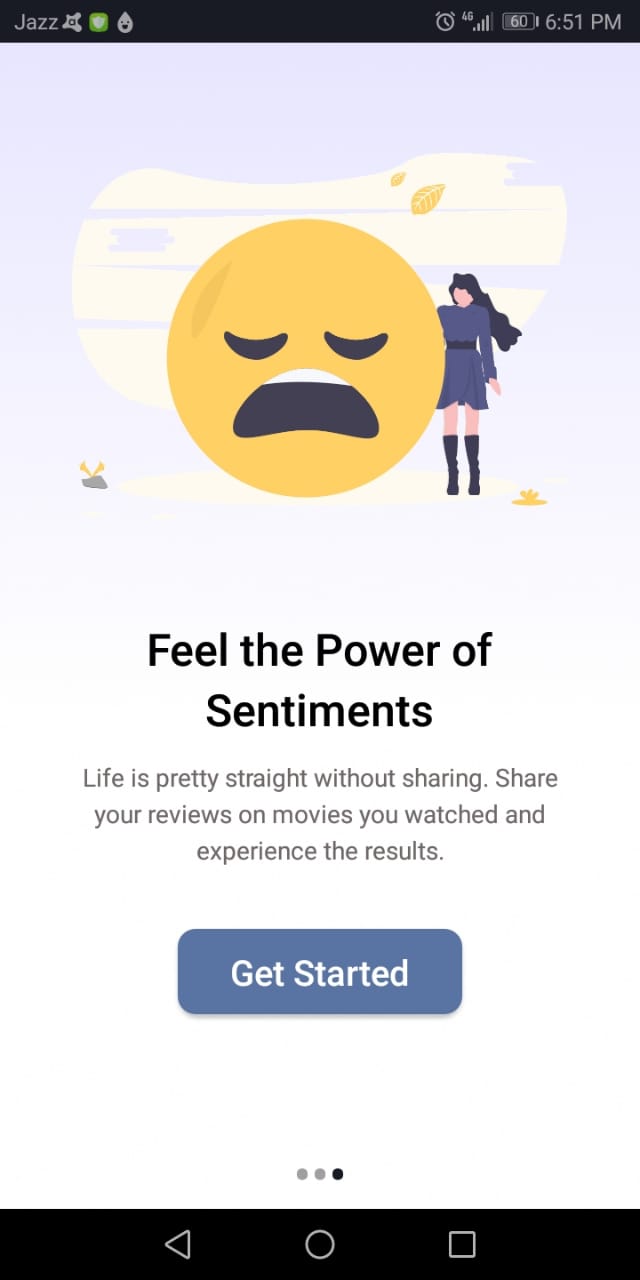 Jazz 4G 60 6:51 PM
Feel the Power of
Sentiments
Life is pretty straight without sharing. Share
your reviews on movies you watched and
experience the results.
Get Started